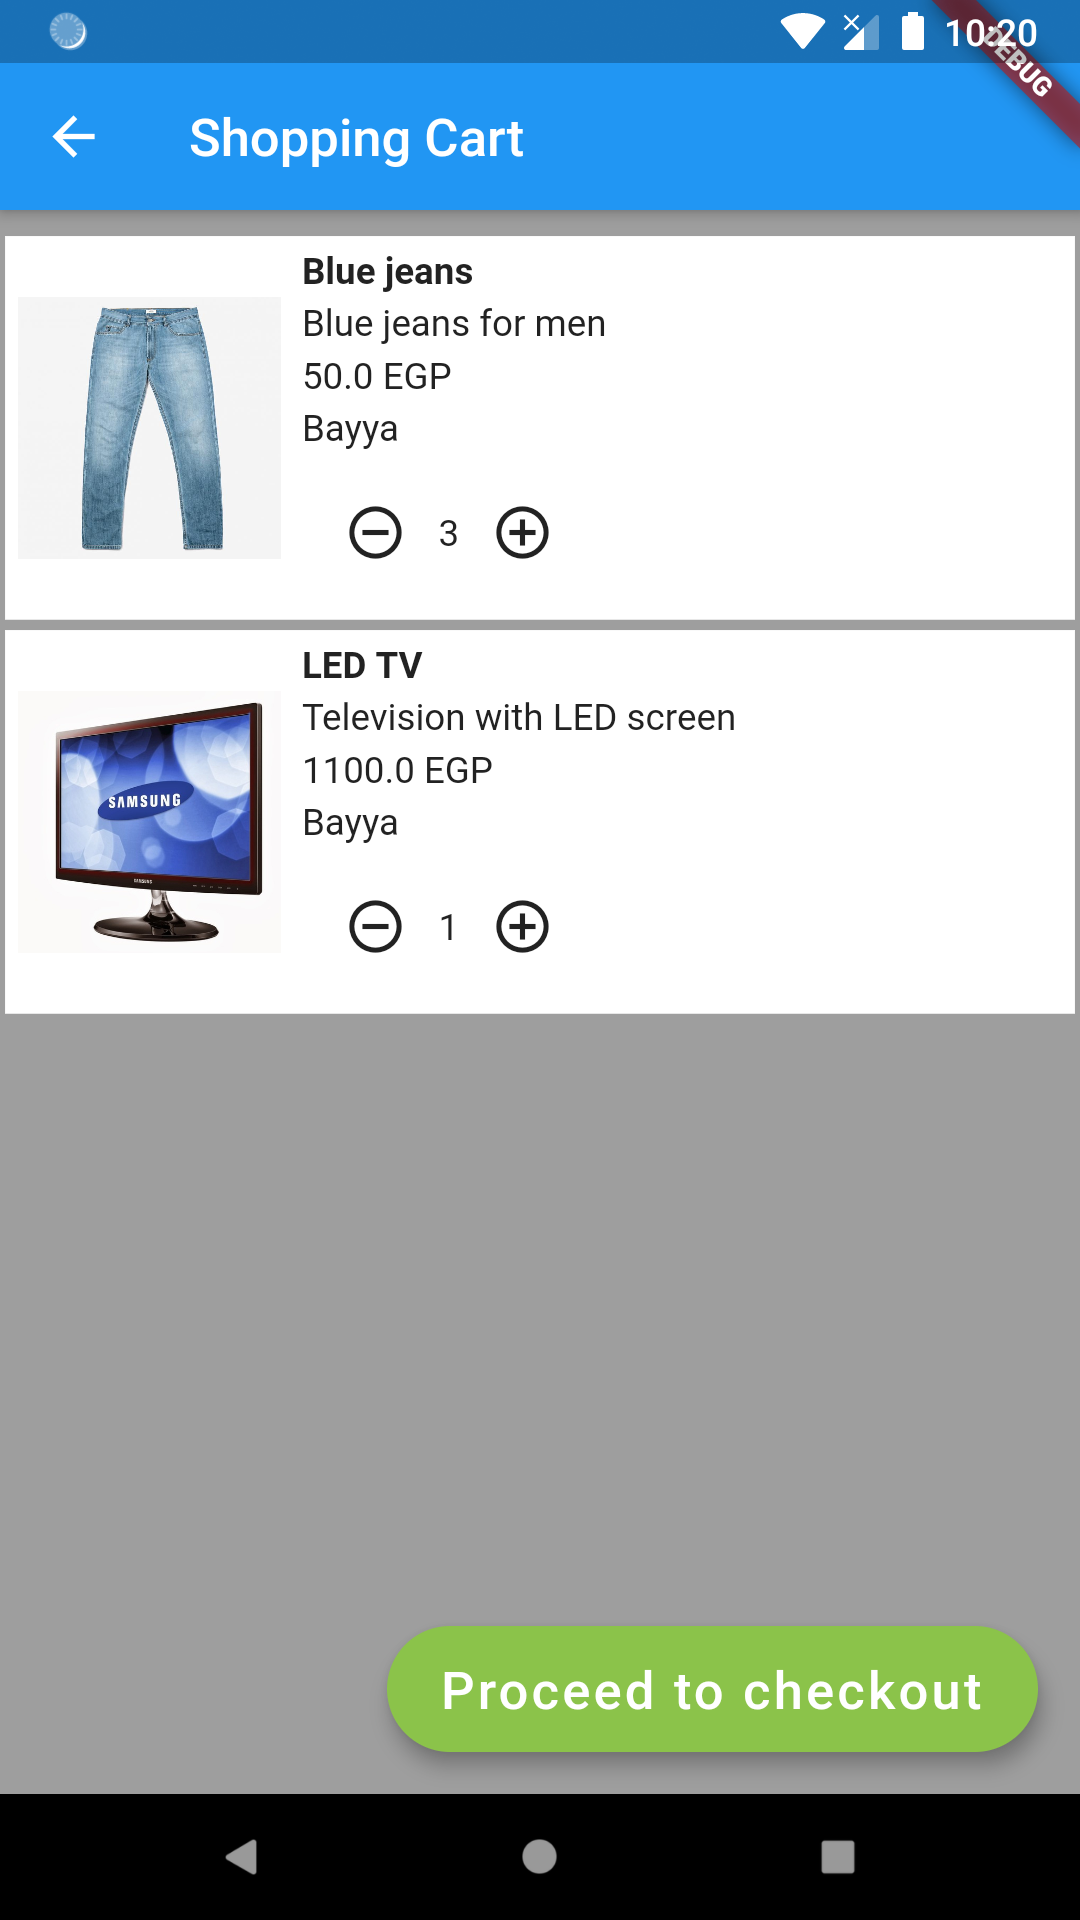 10:20
DEBUG
Shopping Cart
Blue jeans
Blue jeans for men
50.0 EGP
Bayya
3
LED TV
Television with LED screen
1100.0 EGP
Bayya
SAMSUNG
SAMSUNG
1
Proceed to checkout